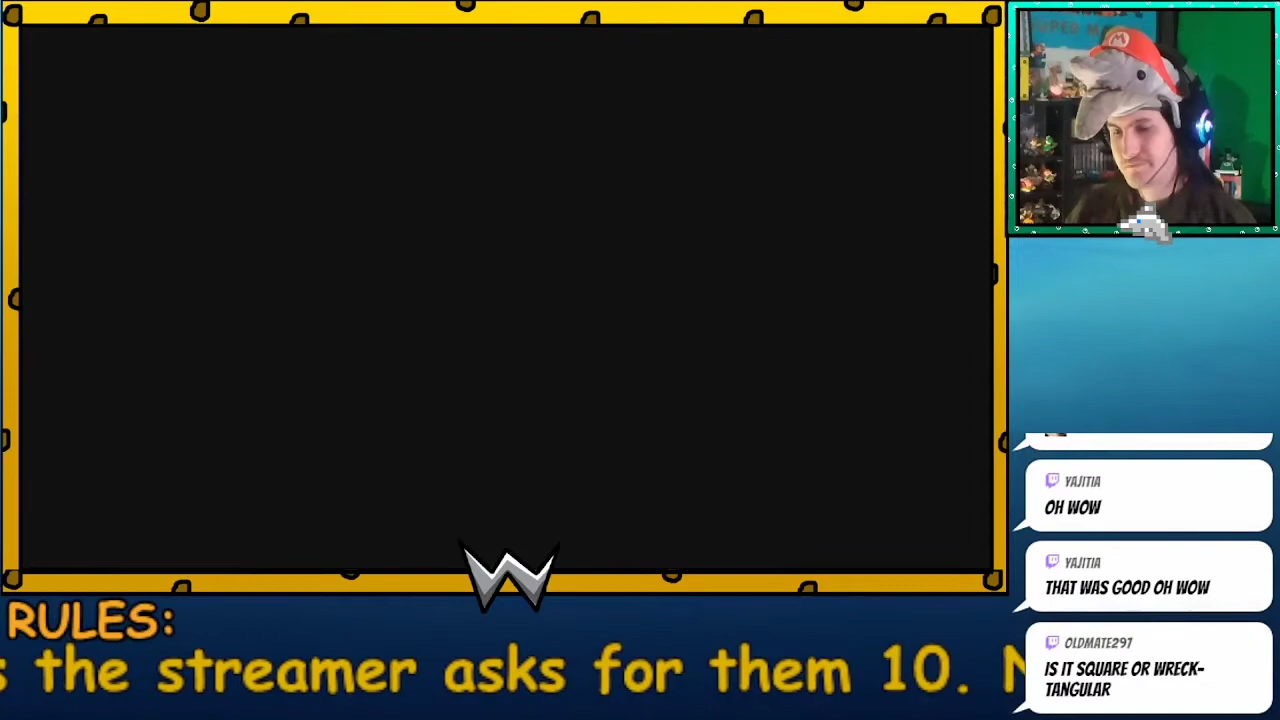 SUPER M
M
YAJITIA
OH WOW
YAJITIA
THAT WAS GOOD OH WOW
OLDMATE297
IS IT SQUARE OR WRECK-
TANGULAR
W
RULES:
s the streamer asks for them 10. N